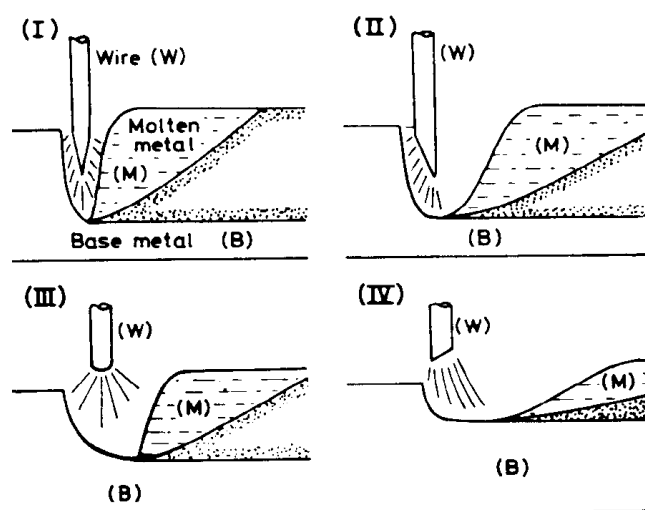 (I)
Wire (W)
Molten
metal
(M)
Base metal (B)
(II)
(W)
(M)
(B)
(III)
(W)
(M)
(B)
(IV)
(W)
(M)
(B)